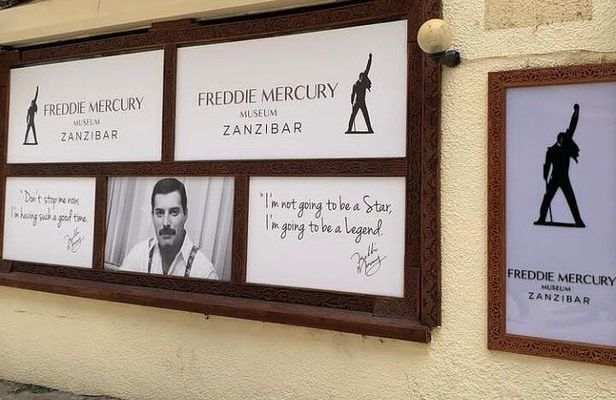 FREDDIE MERCURY
MUSEUM
ZANZIBAR
FREDDIE MERCURY
MUSEUM
ZANZIBAR
"Don't stop me now,
I'm having such a good time.
"I'm not going to be a Star,
I'm going to be a Legend.
FREDDIE MERCURY
MUSEUM
ZANZIBAR